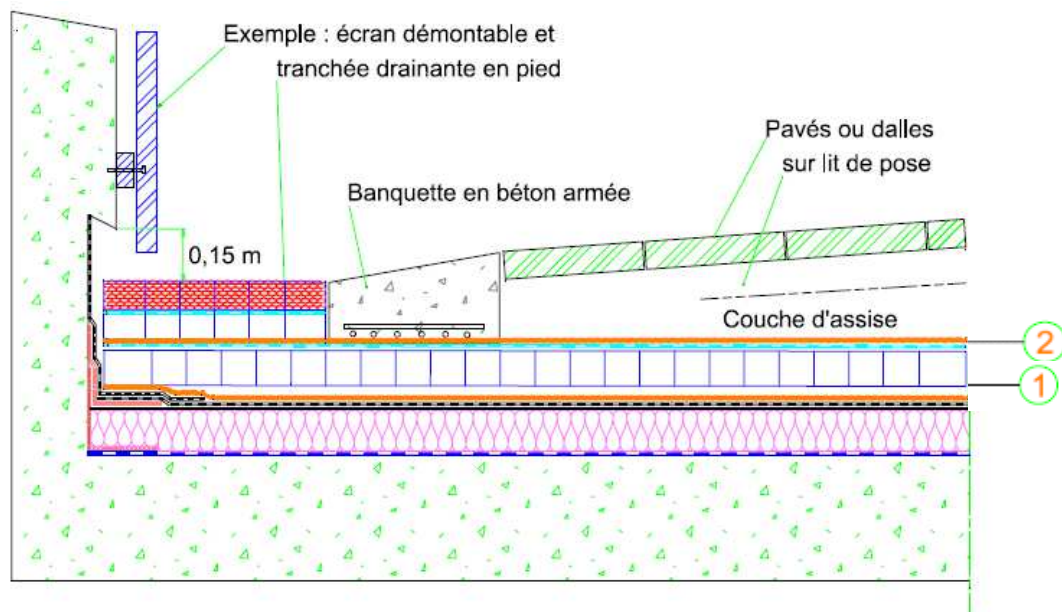 Exemple : écran démontable et
tranchée drainante en pied
Pavés ou dalles
sur lit de pose
Banquette en béton armée
0,15 m
Couche d'assise
2
1